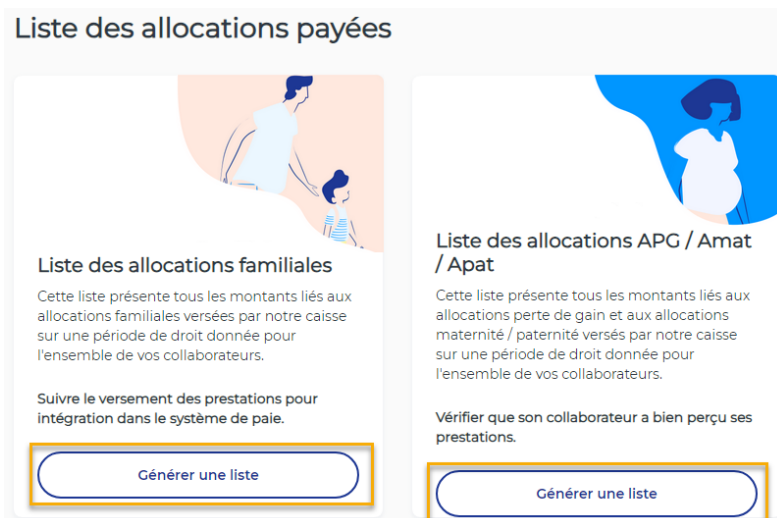 Liste des allocations payées
Liste des allocations familiales
Cette liste présente tous les montants liés aux
allocations familiales versées par notre caisse
sur une période de droit donnée pour
l'ensemble de vos collaborateurs.
Suivre le versement des prestations pour
intégration dans le système de paie.
Générer une liste
Liste des allocations APG / Amat
/ Apat
Cette liste présente tous les montants liés aux
allocations perte de gain et aux allocations
maternité / paternité versés par notre caisse
sur une période de droit donnée pour
l'ensemble de vos collaborateurs.
Vérifier que son collaborateur a bien perçu ses
prestations.
Générer une liste